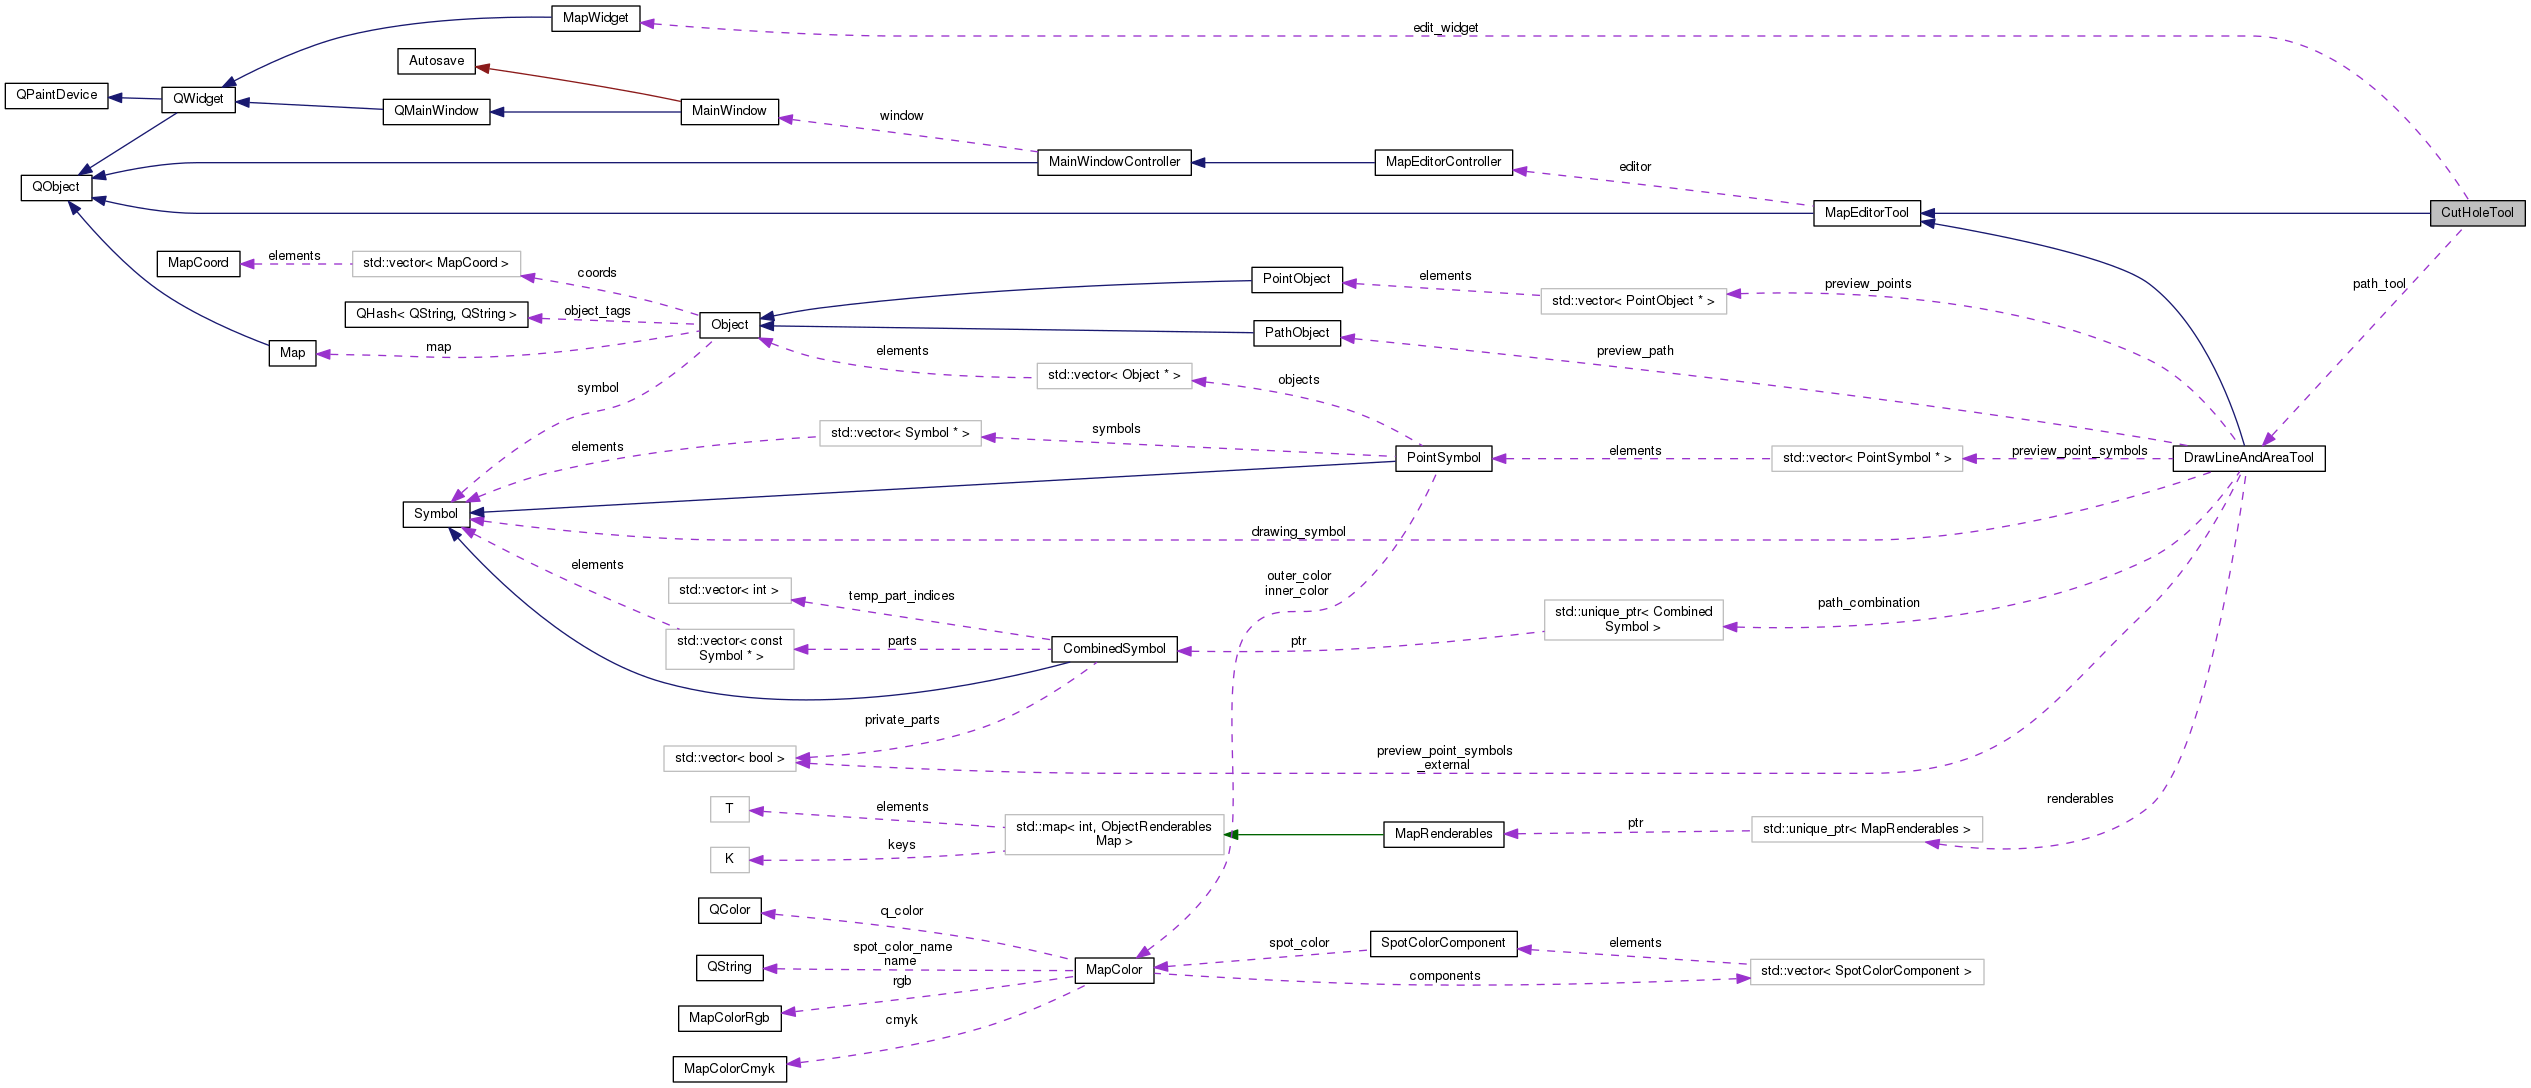 MapWidget
edit_widget
Autosave
QPaintDevice
QWidget
QMainWindow
MainWindow
window
QObject
MainWindowController
MapEditorController
editor
MapEditorTool
CutHoleTool
MapCoord
elements
std::vector< MapCoord >
coords
PointObject
elements
std::vector< PointObject * >
preview_points
path_tool
QHash< QString, QString >
object_tags
Object
PathObject
preview_path
Map
map
elements
std::vector< Object * >
objects
symbol
std::vector< Symbol * >
symbols
elements
PointSymbol
elements
std::vector< PointSymbol * >
preview_point_symbols
DrawLineAndAreaTool
Symbol
drawing_symbol
elements
std::vector< int >
temp_part_indices
outer_color
inner_color
std::unique_ptr< Combined
Symbol >
path_combination
std::vector< const
Symbol * >
parts
CombinedSymbol
ptr
private_parts
std::vector< bool >
preview_point_symbols
_external
T
elements
K
keys
std::map< int, ObjectRenderables
Map >
MapRenderables
ptr
std::unique_ptr< MapRenderables >
renderables
QColor
q_color
QString
spot_color_name
name
rgb
MapColor
spot_color
SpotColorComponent
elements
components
std::vector< SpotColorComponent >
MapColorRgb
cmyk
MapColorCmyk